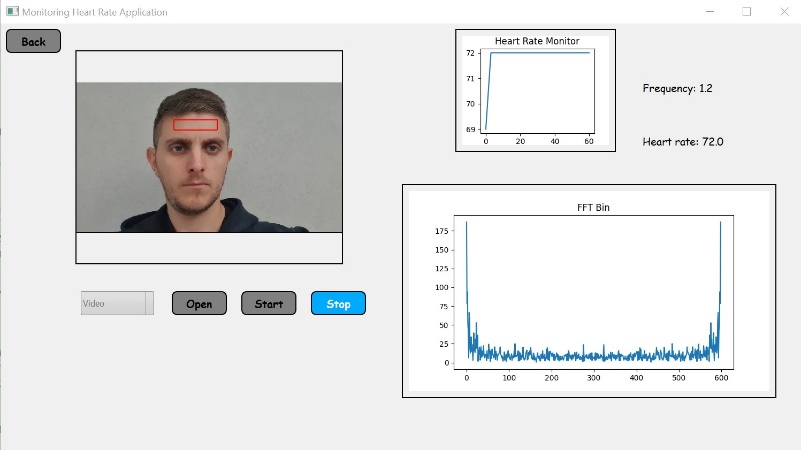 Monitoring Heart Rate Application
Back
Heart Rate Monitor
72
71
70
69
0 20 40 60
Frequency: 1.2
Heart rate: 72.0
FFT Bin
175
150
125
100
75
50
25
0
0 100 200 300 400 500 600
Video
Open
Start
Stop